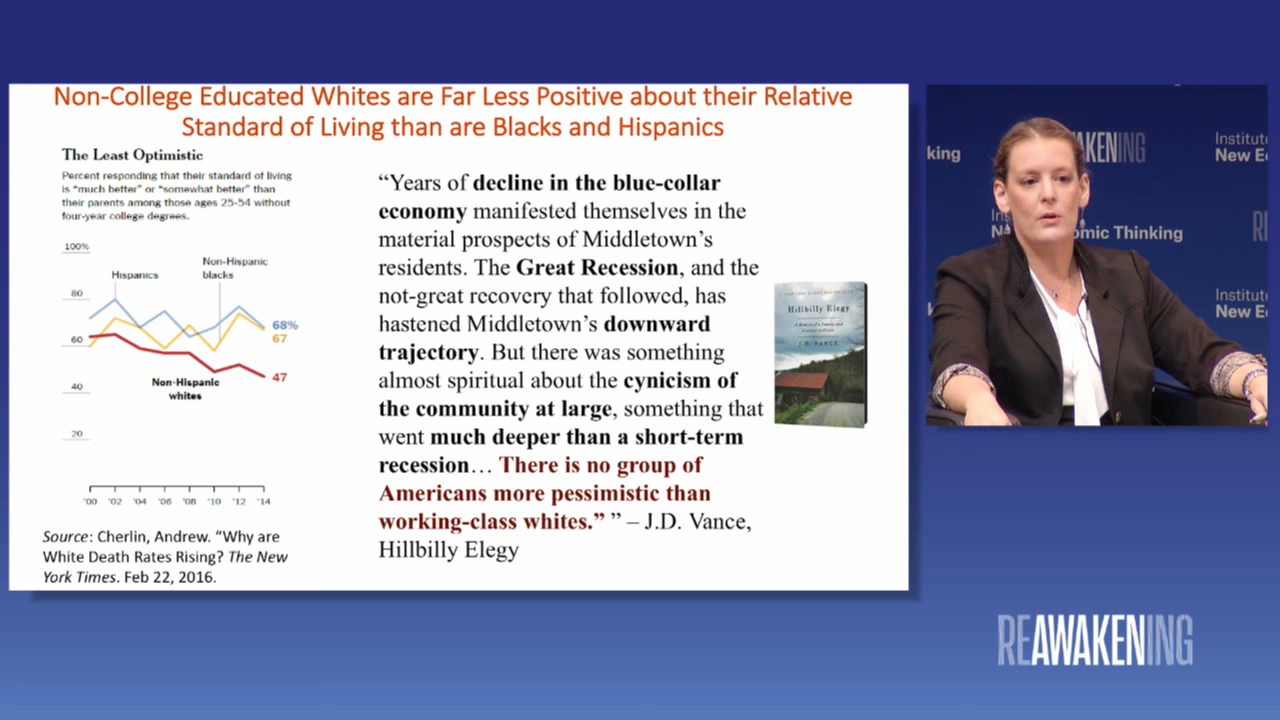 Non-College Educated Whites are Far Less Positive about their Relative
Standard of Living than are Blacks and Hispanics
The Least Optimistic
Percent responding that their standard of living
is "much better" or "somewhat better" than
their parents among those ages 25-54 without
four-year college degrees.
100%
80
60
40
20
Hispanics
Non-Hispanic
blacks
68%
67
47
Non-Hispanic
whites
'00 '02 '04 '06 '08 '10 '12 '14
Source: Cherlin, Andrew. "Why are
White Death Rates Rising? The New
York Times. Feb 22, 2016.
"Years of decline in the blue-collar
economy manifested themselves in the
material prospects of Middletown's
residents. The Great Recession, and the
not-great recovery that followed, has
hastened Middletown's downward
trajectory. But there was something
almost spiritual about the cynicism of
the community at large, something that
went much deeper than a short-term
recession… There is no group of
Americans more pessimistic than
working-class whites." " – J.D. Vance,
Hillbilly Elegy
Hillbilly Elegy
J.D. VANCE
king
AKENING
Institut
New Ec
Ins
N omic Thinking
RE
Institut
New E
REAWAKENING